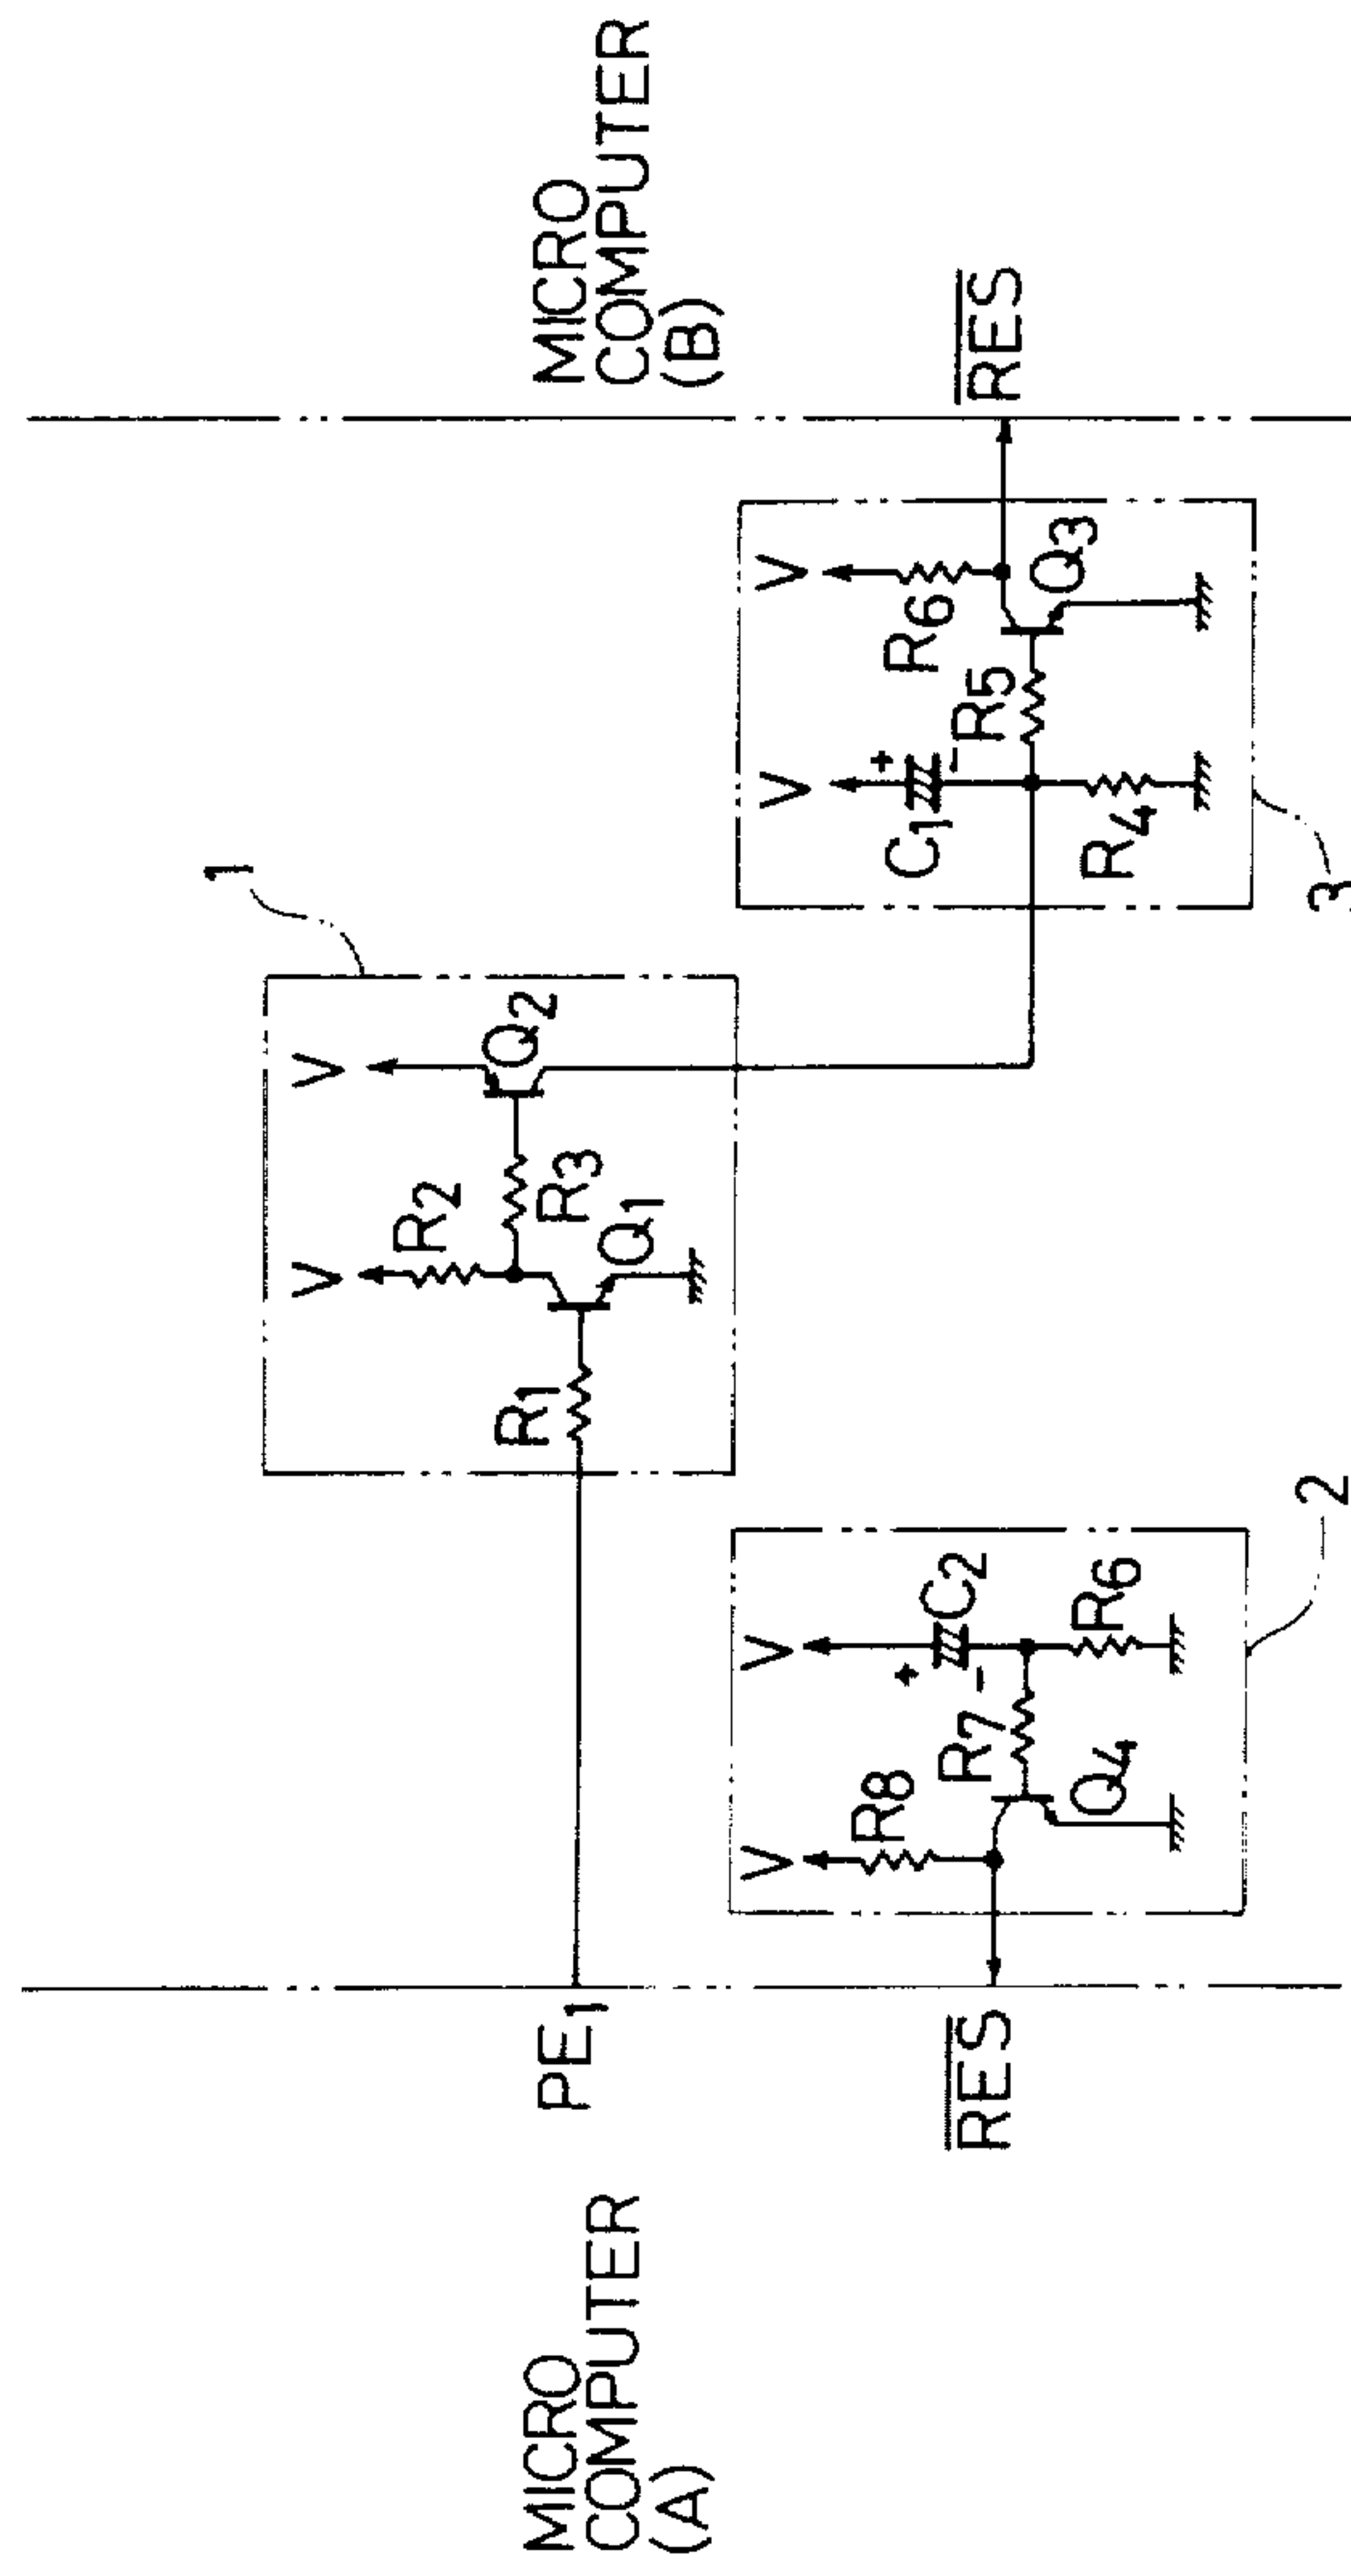 MICRO
COMPUTER
(A)
PE1
RES
1
V
V
R2
R3
Q2
R1
Q1
2
V
V
R8
C2
+
-
R7
R6
Q4
3
V
V
C1
+
-
R6
R5
Q3
R4
MICRO
COMPUTER
(B)
RES